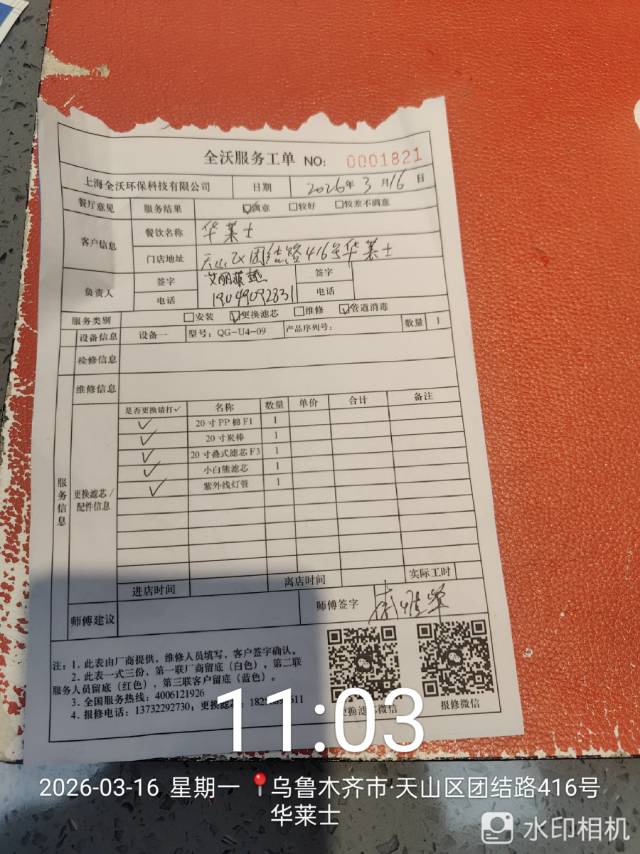 全沃服务工单 NO: 0001821
上海全沃环保科技有限公司 日期 2026年3月16日
餐厅意见 服务结果 ☑满意 □较好 □较差不满意
客户信息 餐饮名称 华莱士
门店地址 天山区团结路416号华莱士
负责人 签字 签字
电话 电话
服务类别 □安装 ☑更换滤芯 □维修 ☑管道消毒
设备信息 设备一 型号：QG-U4-09 产品序列号： 数量 1
检修信息
维修信息
服务信息 更换滤芯/配件信息
是否更换请打✓ 名称 数量 单价 合计 备注
✓ 20寸PP棉F1 1
✓ 20寸炭棒 1
✓ 20寸叠式滤芯F3 1
✓ 小白熊滤芯 1
✓ 紫外线灯管 1
进店时间 离店时间 实际工时
师傅建议 师傅签字
注：1. 此表由厂商提供，维修人员填写，客户签字确认。
2. 此表一式三份，第一联厂商留底（白色），第二联
服务人员留底（红色），第三联客户留底（蓝色）。
3. 全国服务热线：4006121926
4. 报修电话：13732292730；更换滤
报修微信
11:03
2026-03-16 星期一 乌鲁木齐市·天山区团结路416号
华莱士
水印相机